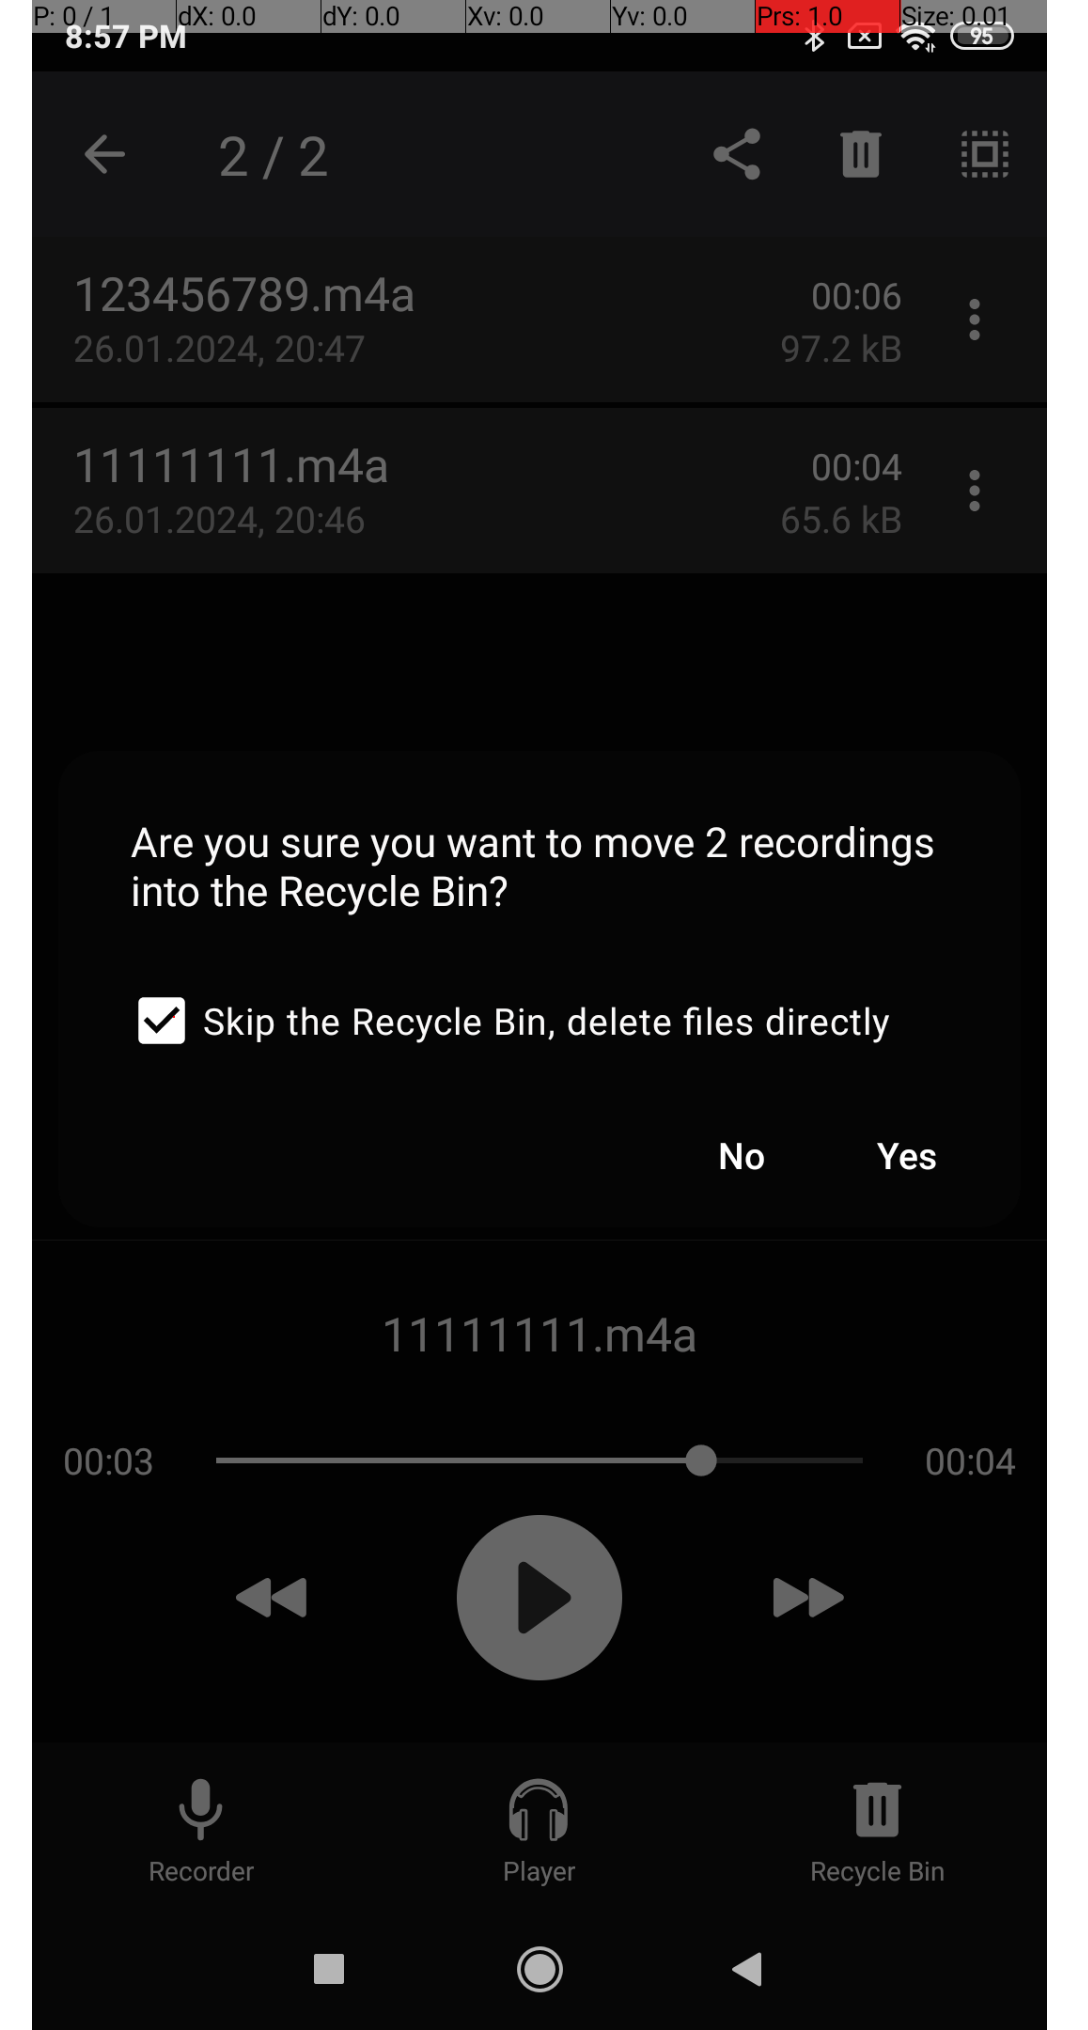 P: 0 / 1 dX: 0.0 dY: 0.0 Xv: 0.0 Yv: 0.0 Prs: 1.0 Size: 0.01
8:57 PM 95
2 / 2
123456789.m4a 00:06
26.01.2024, 20:47 97.2 kB
11111111.m4a 00:04
26.01.2024, 20:46 65.6 kB
Are you sure you want to move 2 recordings
into the Recycle Bin?
Skip the Recycle Bin, delete files directly
No Yes
11111111.m4a
00:03 00:04
Recorder Player Recycle Bin